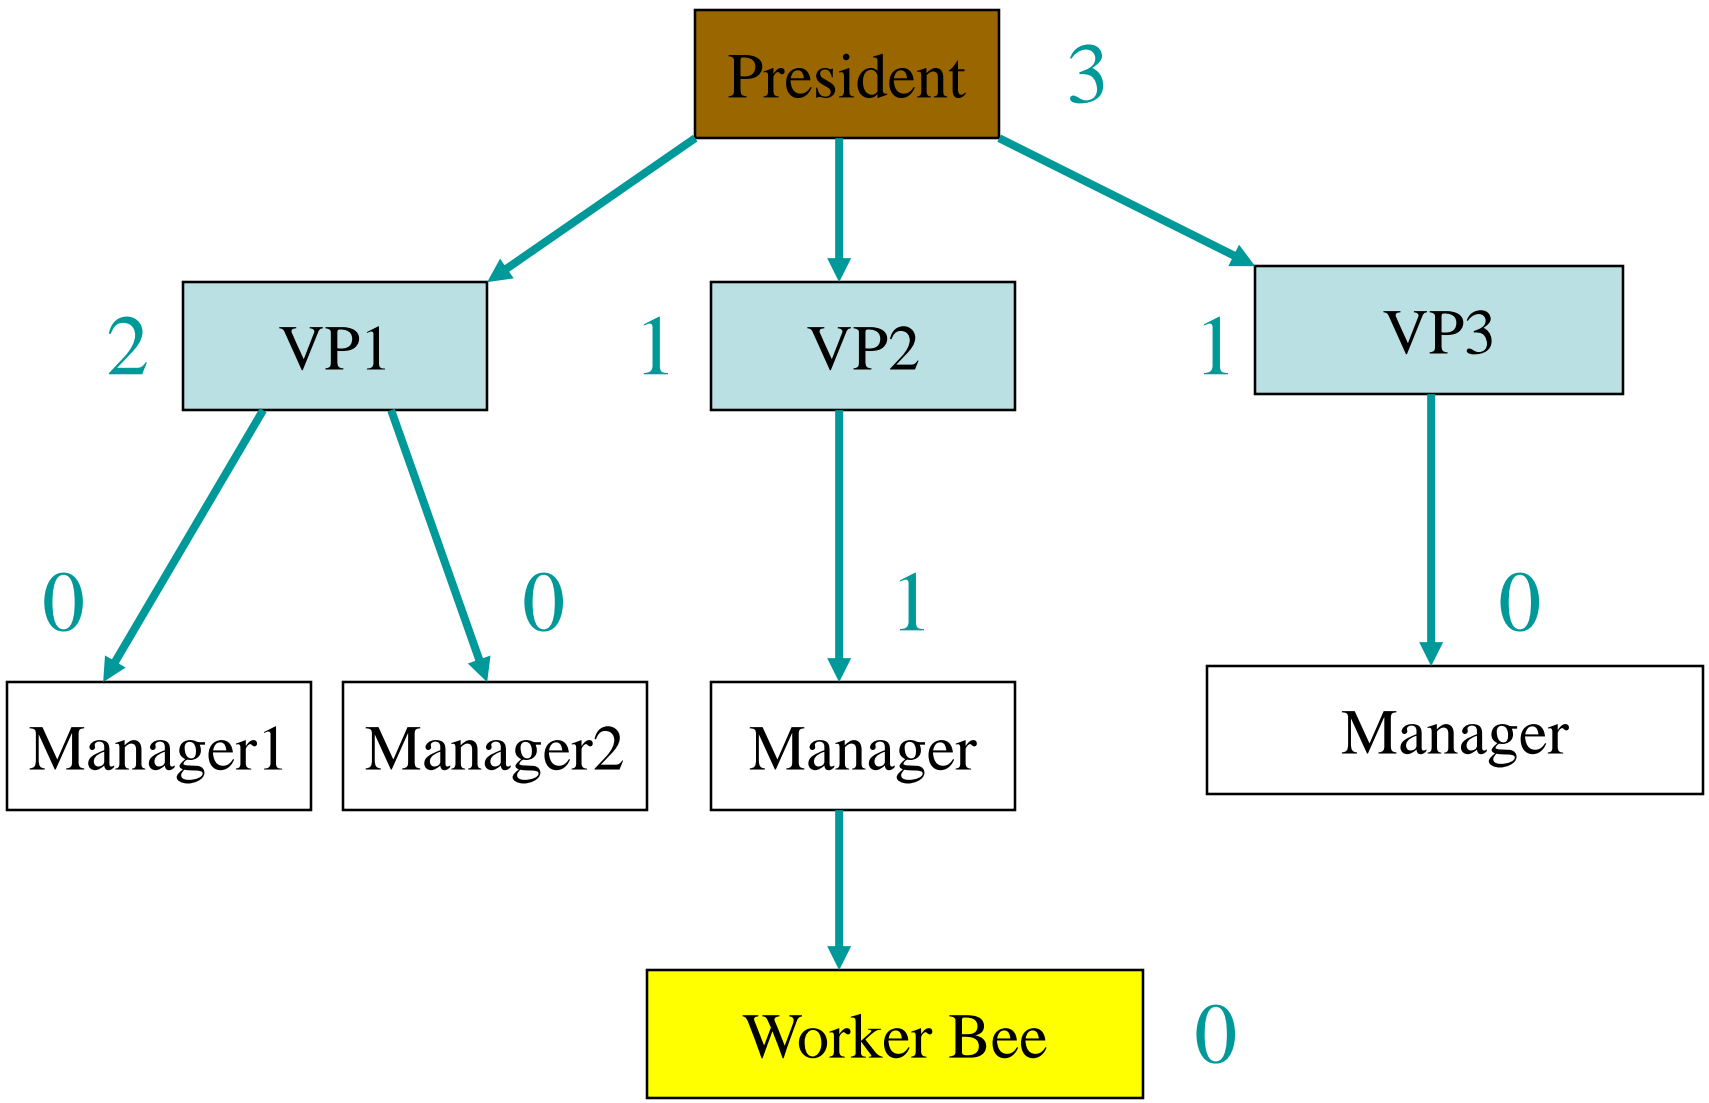 President 3
2 VP1 1 VP2 1 VP3
0 0 1 0
Manager1 Manager2 Manager Manager
Worker Bee 0